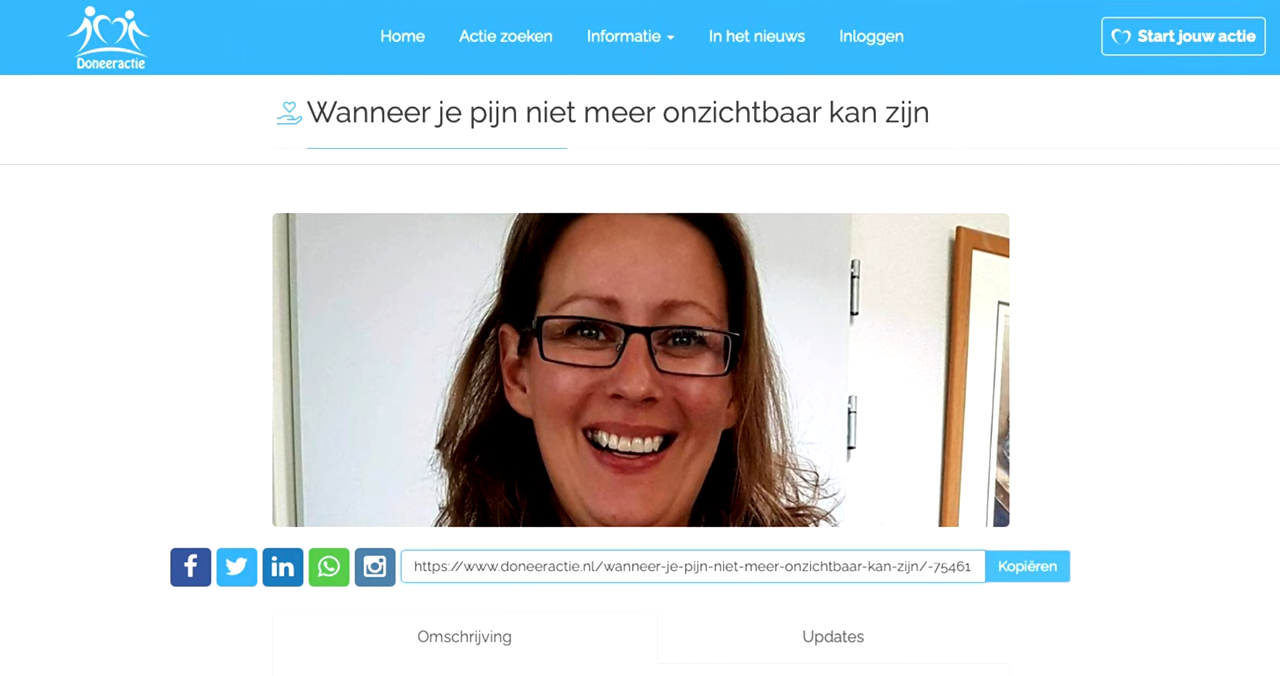 Doneeractie
Home Actie zoeken Informatie In het nieuws Inloggen
Start jouw actie
Wanneer je pijn niet meer onzichtbaar kan zijn
https://www.doneeractie.nl/wanneer-je-pijn-niet-meer-onzichtbaar-kan-zijn/-75461
Kopiëren
Omschrijving Updates